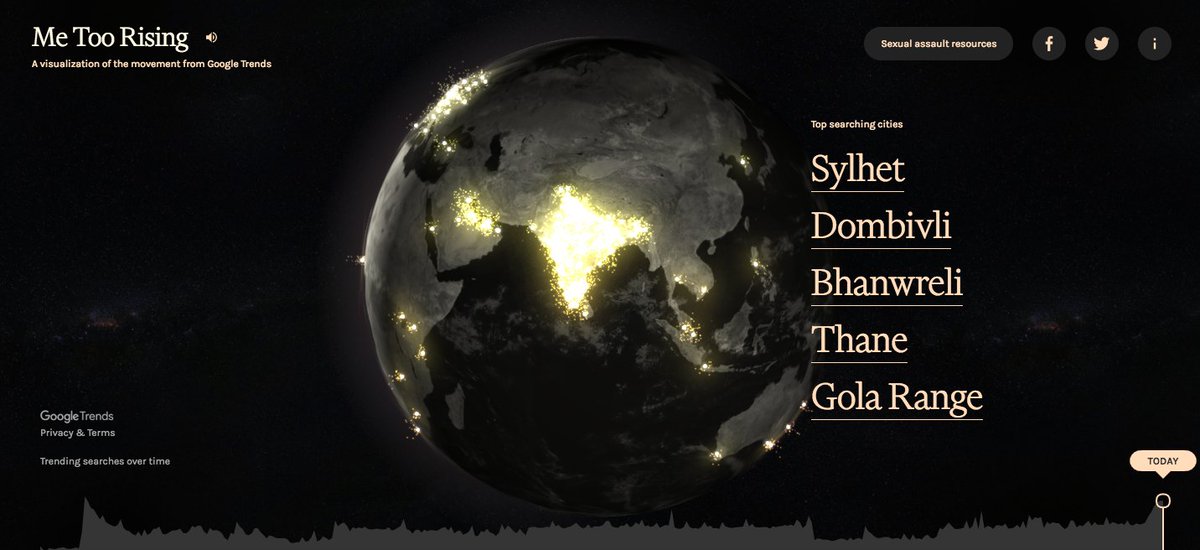 Me Too Rising
A visualization of the movement from Google Trends
Sexual assault resources
Top searching cities
Sylhet
Dombivli
Bhanwreli
Thane
Gola Range
Google Trends
Privacy & Terms
Trending searches over time
TODAY